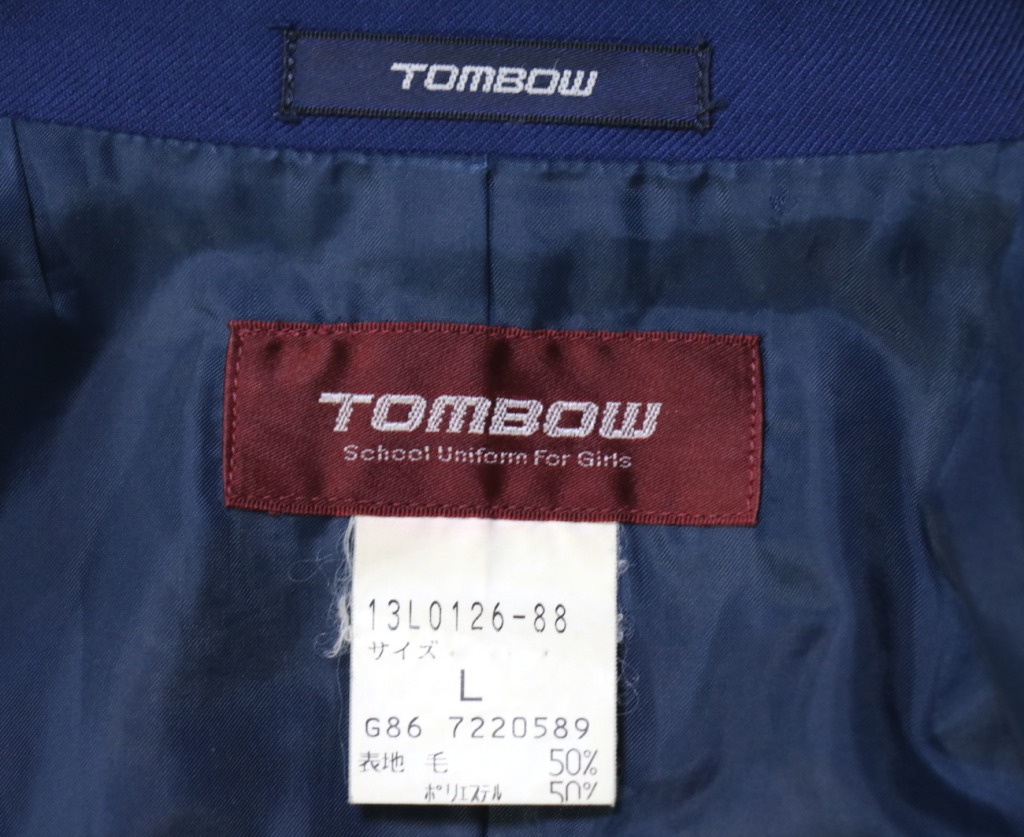 TOMBOW
TOMBOW
School Uniform For Girls
13L0126-88
サイズ
L
G86 7220589
表地 毛 50%
ポリエステル 50%